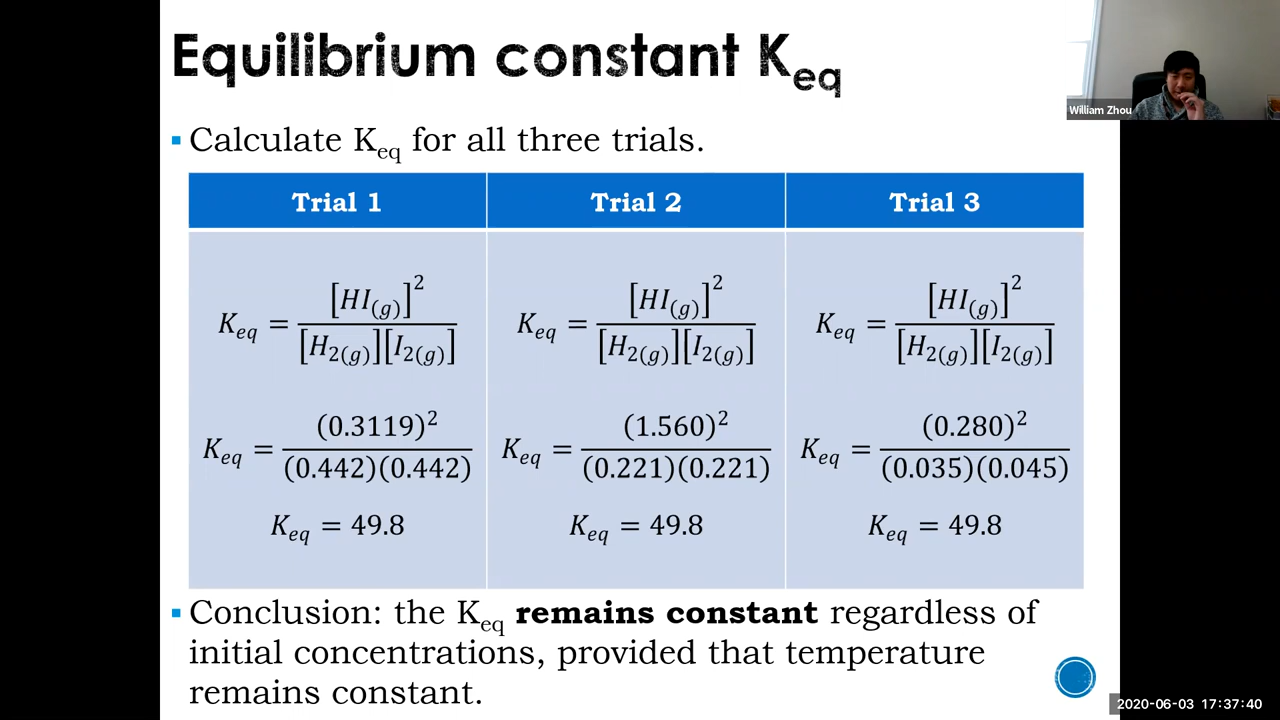 Equilibrium constant Keq
William Zhou
▪ Calculate Keq for all three trials.
Trial 1 Trial 2 Trial 3
Keq = [HI(g)]² / [H2(g)][I2(g)] Keq = [HI(g)]² / [H2(g)][I2(g)] Keq = [HI(g)]² / [H2(g)][I2(g)]
Keq = (0.3119)² / (0.442)(0.442) Keq = (1.560)² / (0.221)(0.221) Keq = (0.280)² / (0.035)(0.045)
Keq = 49.8 Keq = 49.8 Keq = 49.8
▪ Conclusion: the Keq remains constant regardless of
initial concentrations, provided that temperature
remains constant.
2020-06-03 17:37:40